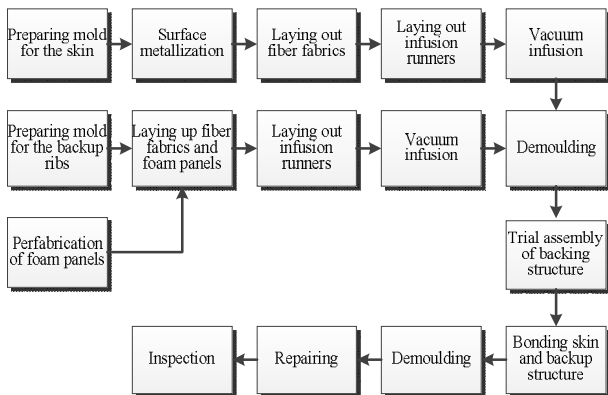 Preparing mold
for the skin
Surface
metallization
Laying out
fiber fabrics
Laying out
infusion
runners
Vacuum
infusion
Preparing mold
for the backup
ribs
Laying up fiber
fabrics and
foam panels
Laying out
infusion
runners
Vacuum
infusion
Demoulding
Perfabrication
of foam panels
Trial assembly
of backing
structure
Inspection
Repairing
Demoulding
Bonding skin
and backup
structure